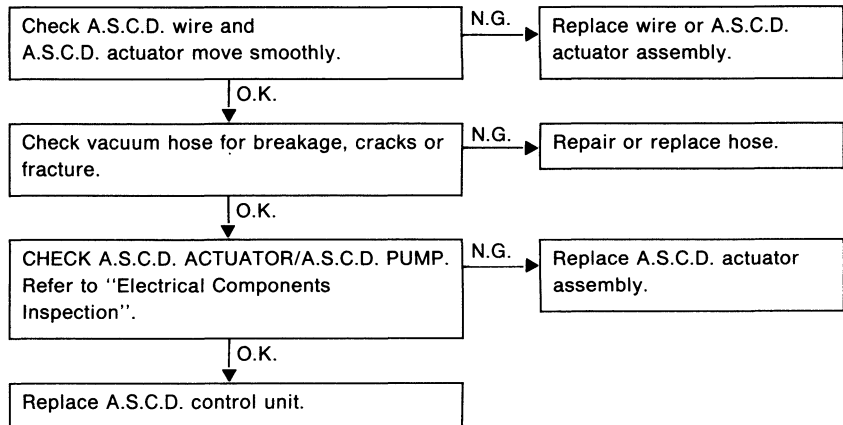 Check A.S.C.D. wire and
A.S.C.D. actuator move smoothly.
N.G.
Replace wire or A.S.C.D.
actuator assembly.
O.K.
Check vacuum hose for breakage, cracks or
fracture.
N.G.
Repair or replace hose.
O.K.
CHECK A.S.C.D. ACTUATOR/A.S.C.D. PUMP.
Refer to ''Electrical Components
Inspection''.
N.G.
Replace A.S.C.D. actuator
assembly.
O.K.
Replace A.S.C.D. control unit.